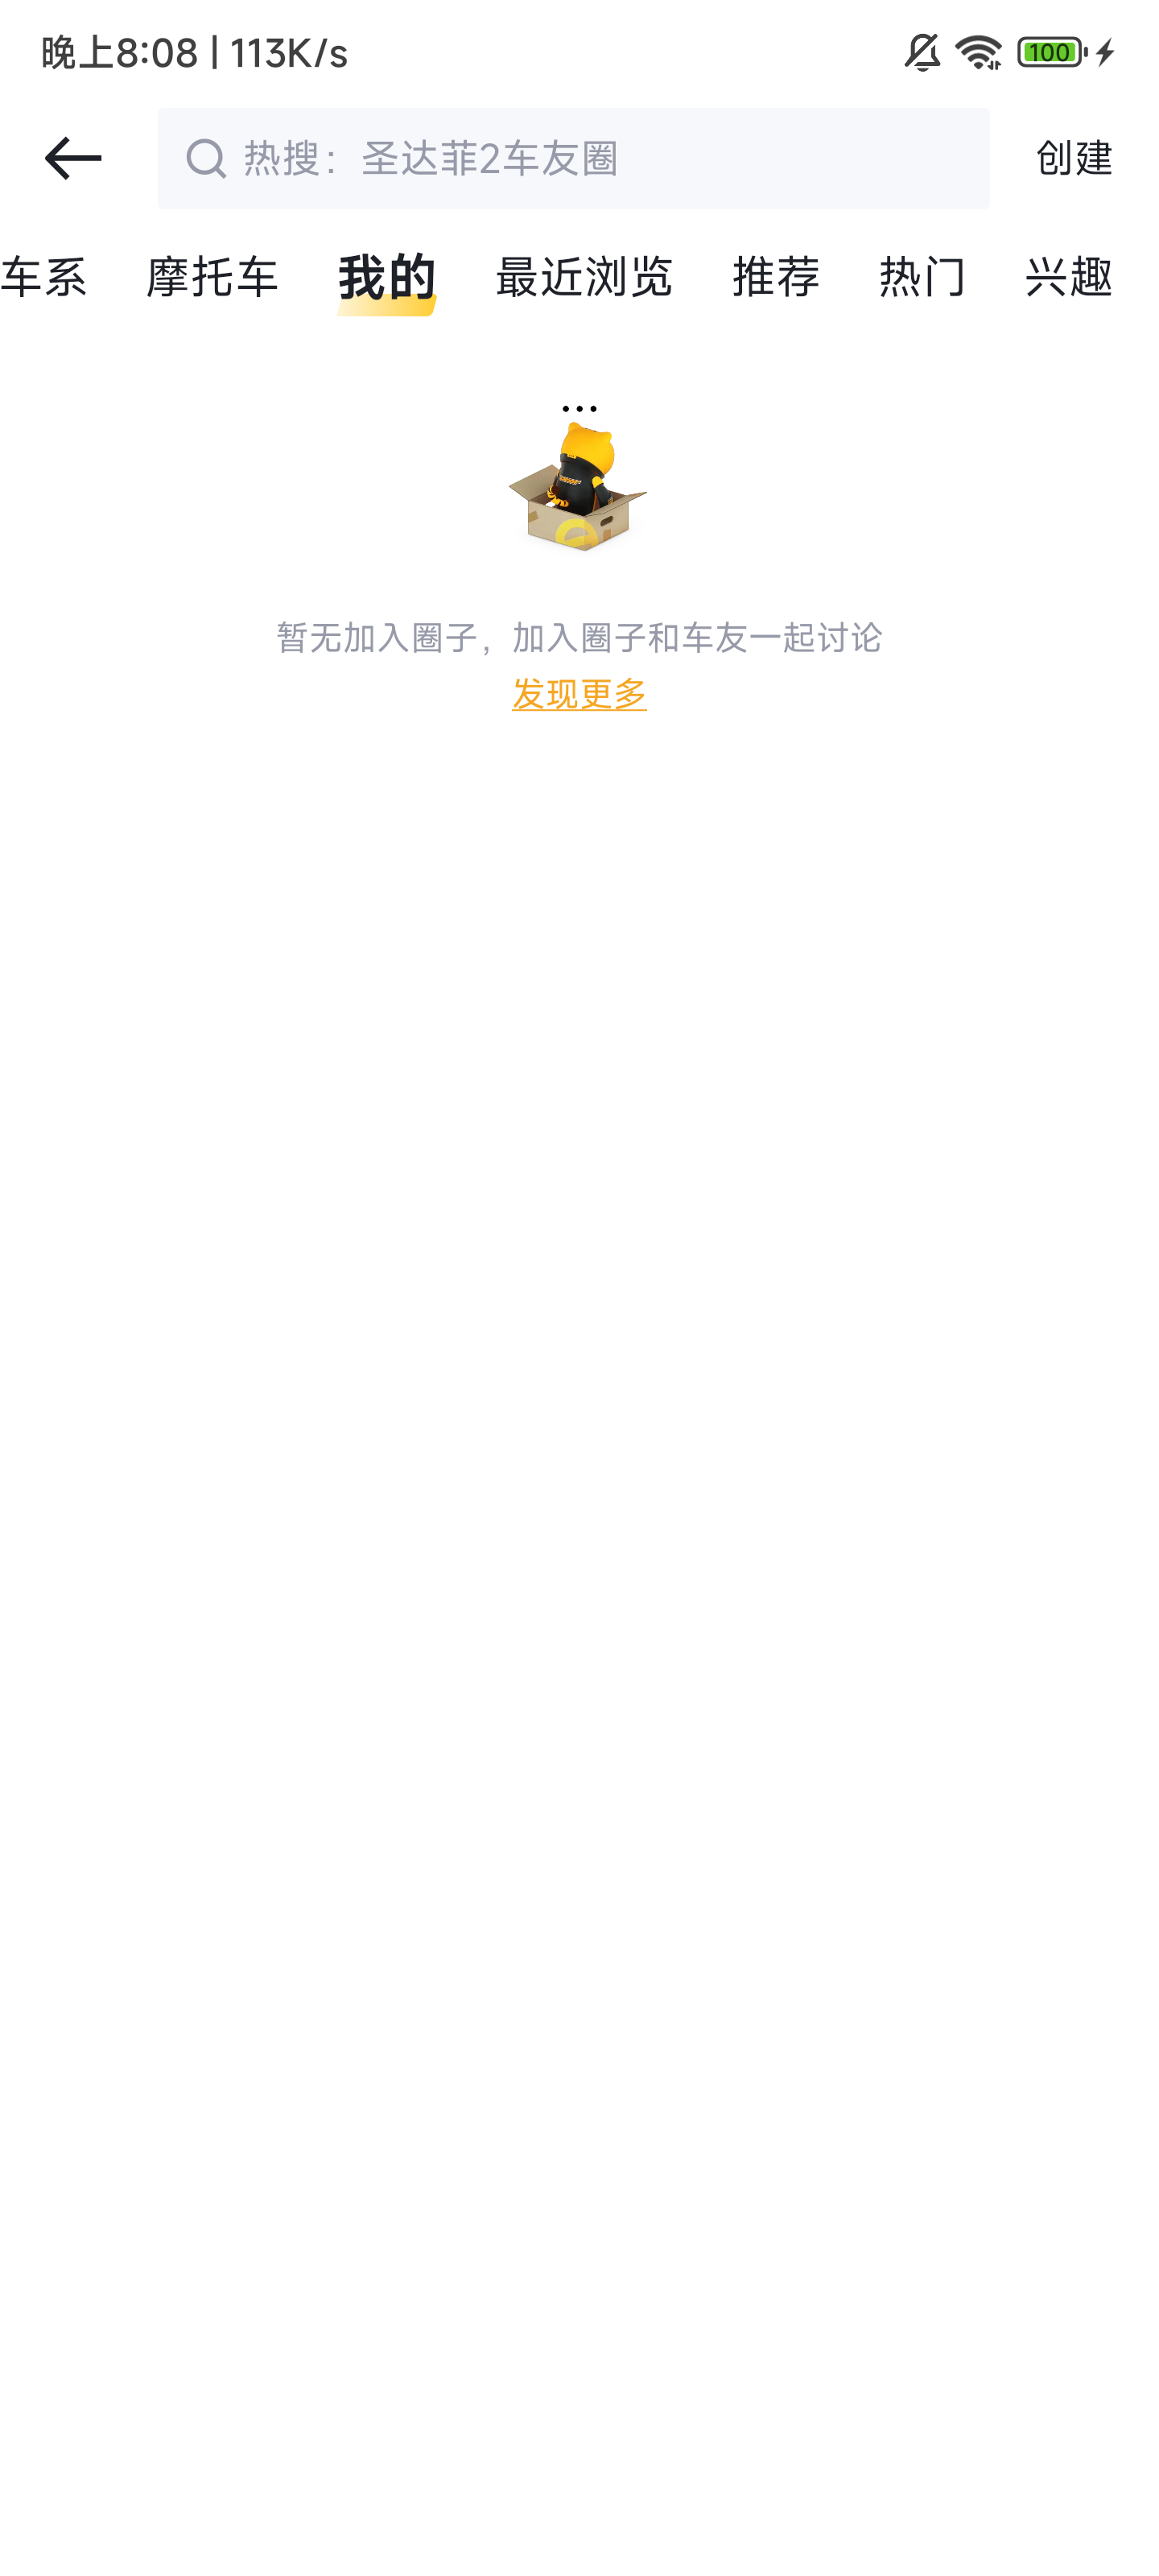 晚上8:08 | 113K/s
100
热搜：圣达菲2车友圈
创建
车系 摩托车 我的 最近浏览 推荐 热门 兴趣
...
暂无加入圈子，加入圈子和车友一起讨论
发现更多